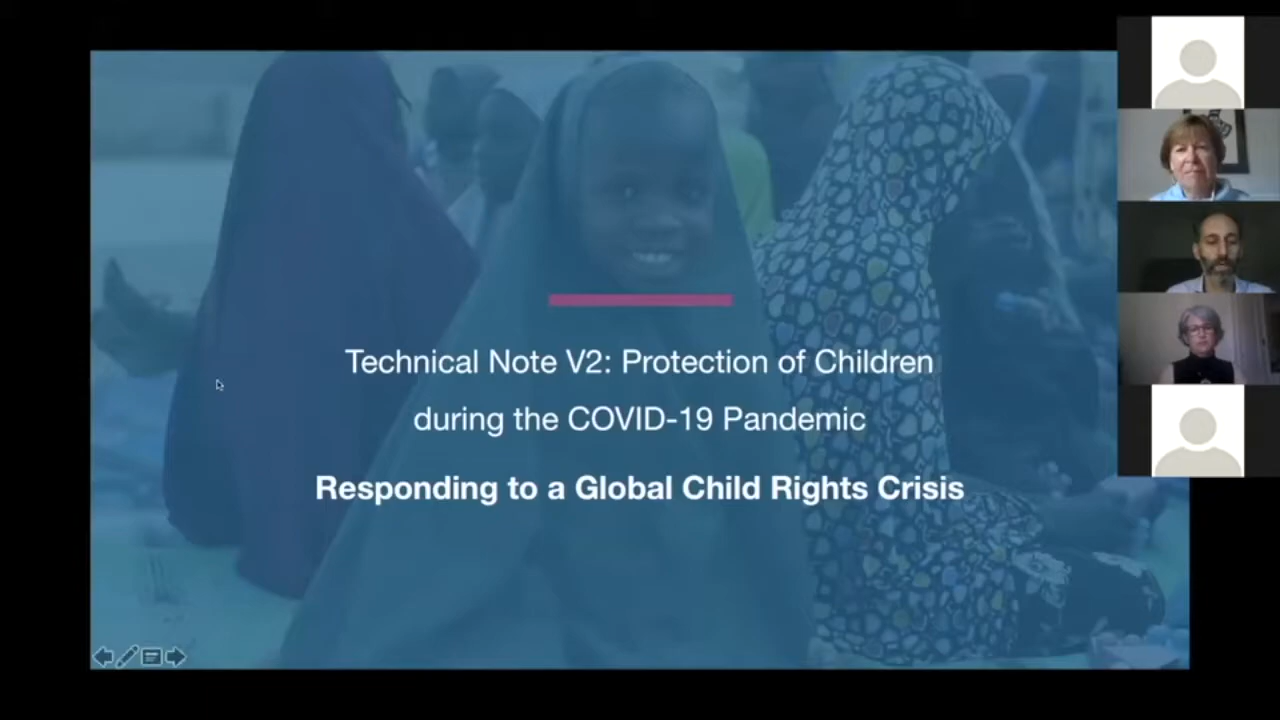 Technical Note V2: Protection of Children
during the COVID-19 Pandemic
Responding to a Global Child Rights Crisis